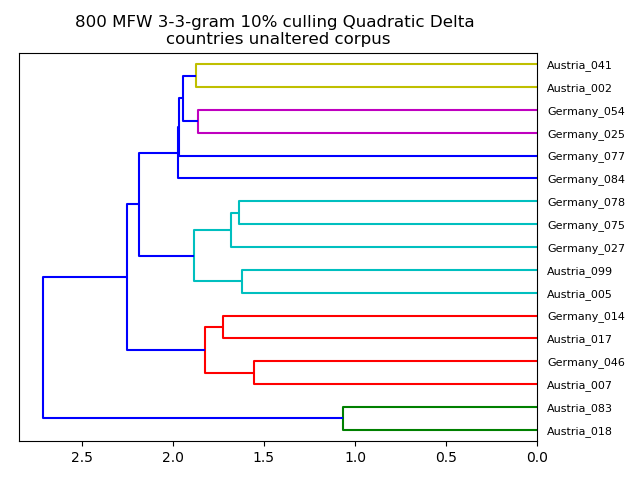 800 MFW 3-3-gram 10% culling Quadratic Delta
countries unaltered corpus
Austria_041
Austria_002
Germany_054
Germany_025
Germany_077
Germany_084
Germany_078
Germany_075
Germany_027
Austria_099
Austria_005
Germany_014
Austria_017
Germany_046
Austria_007
Austria_083
Austria_018
2.5 2.0 1.5 1.0 0.5 0.0